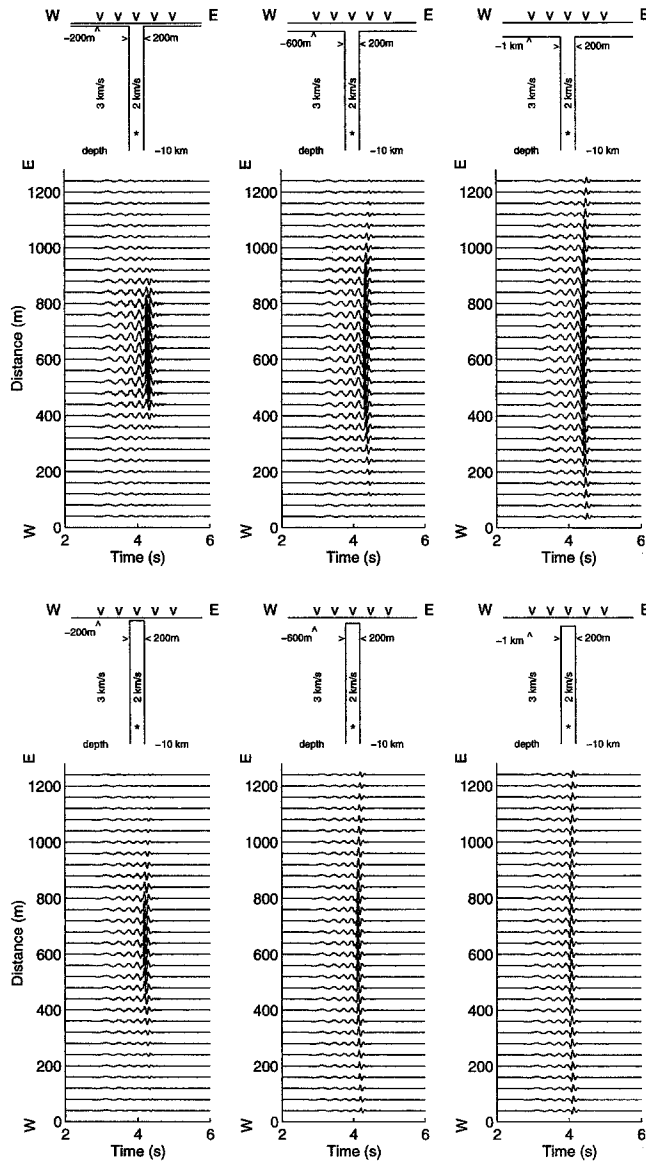 W V V V V V E
-200m ^ > < 200m
3 km/s
2 km/s
*
depth -10 km
W V V V V V E
-600m ^ > < 200m
3 km/s
2 km/s
*
depth -10 km
W V V V V V E
-1 km ^ > < 200m
3 km/s
2 km/s
*
depth -10 km
Distance (m)
E
1200
1000
800
600
400
200
0
W
2 4 6
Time (s)
E
1200
1000
800
600
400
200
0
W
2 4 6
Time (s)
E
1200
1000
800
600
400
200
0
W
2 4 6
Time (s)
W V V V V V E
-200m ^ > < 200m
3 km/s
2 km/s
*
depth -10 km
W V V V V V E
-600m ^ > < 200m
3 km/s
2 km/s
*
depth -10 km
W V V V V V E
-1 km ^ > < 200m
3 km/s
2 km/s
*
depth -10 km
Distance (m)
E
1200
1000
800
600
400
200
0
W
2 4 6
Time (s)
E
1200
1000
800
600
400
200
0
W
2 4 6
Time (s)
E
1200
1000
800
600
400
200
0
W
2 4 6
Time (s)